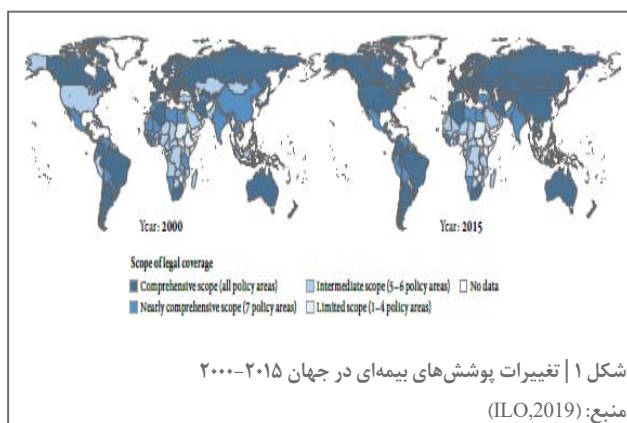 Year: 2000
Year: 2015
Scope of legal coverage
Comprehensive scope (all policy areas) Intermediate scope (5–6 policy areas) No data
Nearly comprehensive scope (7 policy areas) Limited scope (1–4 policy areas)
شکل ۱ | تغییرات پوشش‌های بیمه‌ای در جهان ۲۰۱۵-۲۰۰۰
منبع: (ILO,2019)